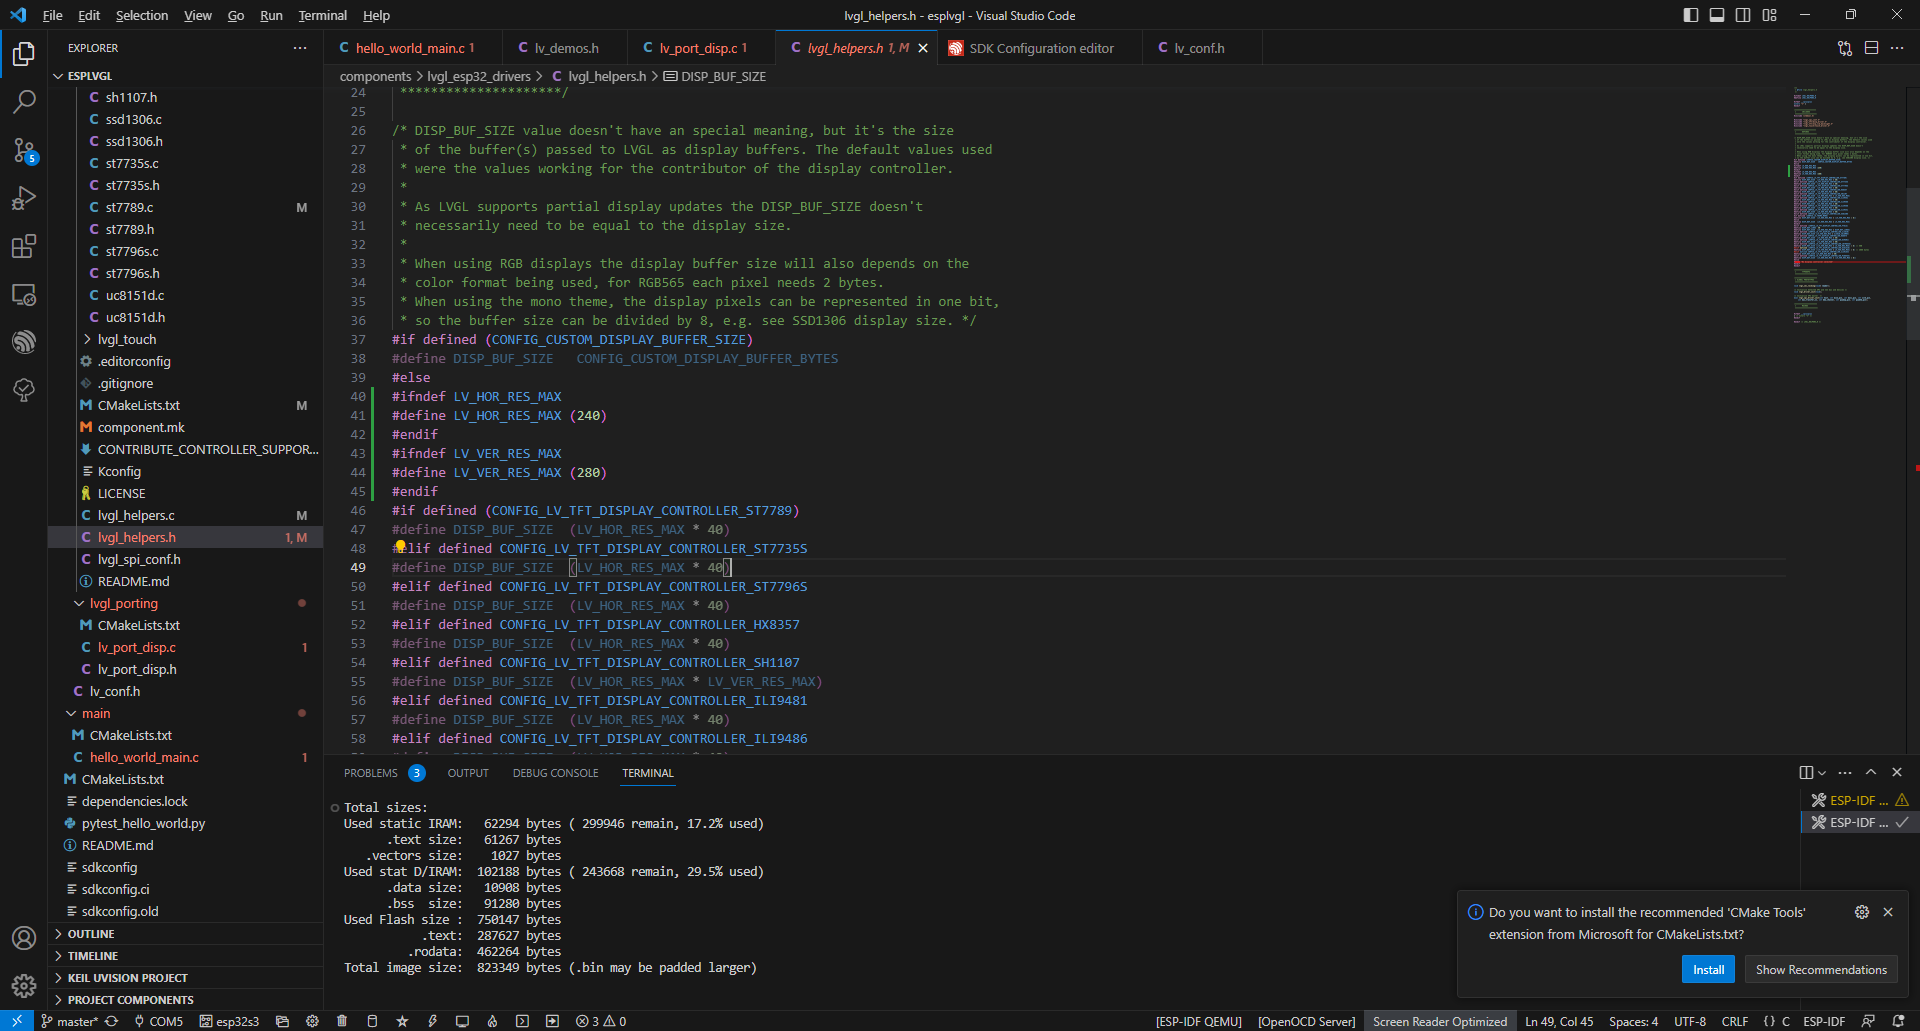 File Edit Selection View Go Run Terminal Help
lvgl_helpers.h - esplvgl - Visual Studio Code
EXPLORER
ESPLVGL
sh1107.h
ssd1306.c
ssd1306.h
st7735s.c
st7735s.h
st7789.c M
st7789.h
st7796s.c
st7796s.h
uc8151d.c
uc8151d.h
lvgl_touch
.editorconfig
.gitignore
CMakeLists.txt M
component.mk
CONTRIBUTE_CONTROLLER_SUPPOR...
Kconfig
LICENSE
lvgl_helpers.c M
lvgl_helpers.h 1, M
lvgl_spi_conf.h
README.md
lvgl_porting
CMakeLists.txt
lv_port_disp.c 1
lv_port_disp.h
lv_conf.h
main
CMakeLists.txt
hello_world_main.c 1
CMakeLists.txt
dependencies.lock
pytest_hello_world.py
README.md
sdkconfig
sdkconfig.ci
sdkconfig.old
OUTLINE
TIMELINE
KEIL UVISION PROJECT
PROJECT COMPONENTS
hello_world_main.c 1 lv_demos.h lv_port_disp.c 1 lvgl_helpers.h 1, M SDK Configuration editor lv_conf.h
components > lvgl_esp32_drivers > C lvgl_helpers.h > DISP_BUF_SIZE
24 *********************/
25
26 /* DISP_BUF_SIZE value doesn't have an special meaning, but it's the size
27 * of the buffer(s) passed to LVGL as display buffers. The default values used
28 * were the values working for the contributor of the display controller.
29 *
30 * As LVGL supports partial display updates the DISP_BUF_SIZE doesn't
31 * necessarily need to be equal to the display size.
32 *
33 * When using RGB displays the display buffer size will also depends on the
34 * color format being used, for RGB565 each pixel needs 2 bytes.
35 * When using the mono theme, the display pixels can be represented in one bit,
36 * so the buffer size can be divided by 8, e.g. see SSD1306 display size. */
37 #if defined (CONFIG_CUSTOM_DISPLAY_BUFFER_SIZE)
38 #define DISP_BUF_SIZE CONFIG_CUSTOM_DISPLAY_BUFFER_BYTES
39 #else
40 #ifndef LV_HOR_RES_MAX
41 #define LV_HOR_RES_MAX (240)
42 #endif
43 #ifndef LV_VER_RES_MAX
44 #define LV_VER_RES_MAX (280)
45 #endif
46 #if defined (CONFIG_LV_TFT_DISPLAY_CONTROLLER_ST7789)
47 #define DISP_BUF_SIZE (LV_HOR_RES_MAX * 40)
48 #elif defined CONFIG_LV_TFT_DISPLAY_CONTROLLER_ST7735S
49 #define DISP_BUF_SIZE (LV_HOR_RES_MAX * 40)
50 #elif defined CONFIG_LV_TFT_DISPLAY_CONTROLLER_ST7796S
51 #define DISP_BUF_SIZE (LV_HOR_RES_MAX * 40)
52 #elif defined CONFIG_LV_TFT_DISPLAY_CONTROLLER_HX8357
53 #define DISP_BUF_SIZE (LV_HOR_RES_MAX * 40)
54 #elif defined CONFIG_LV_TFT_DISPLAY_CONTROLLER_SH1107
55 #define DISP_BUF_SIZE (LV_HOR_RES_MAX * LV_VER_RES_MAX)
56 #elif defined CONFIG_LV_TFT_DISPLAY_CONTROLLER_ILI9481
57 #define DISP_BUF_SIZE (LV_HOR_RES_MAX * 40)
58 #elif defined CONFIG_LV_TFT_DISPLAY_CONTROLLER_ILI9486
PROBLEMS 3 OUTPUT DEBUG CONSOLE TERMINAL
Total sizes:
Used static IRAM: 62294 bytes ( 299946 remain, 17.2% used)
.text size: 61267 bytes
.vectors size: 1027 bytes
Used stat D/IRAM: 102188 bytes ( 243668 remain, 29.5% used)
.data size: 10908 bytes
.bss size: 91280 bytes
Used Flash size : 750147 bytes
.text: 287627 bytes
.rodata: 462264 bytes
Total image size: 823349 bytes (.bin may be padded larger)
ESP-IDF ...
ESP-IDF ...
Do you want to install the recommended 'CMake Tools'
extension from Microsoft for CMakeLists.txt?
Install Show Recommendations
5
master* COM5 esp32s3 3 0 [ESP-IDF QEMU] [OpenOCD Server] Screen Reader Optimized Ln 49, Col 45 Spaces: 4 UTF-8 CRLF {} C ESP-IDF